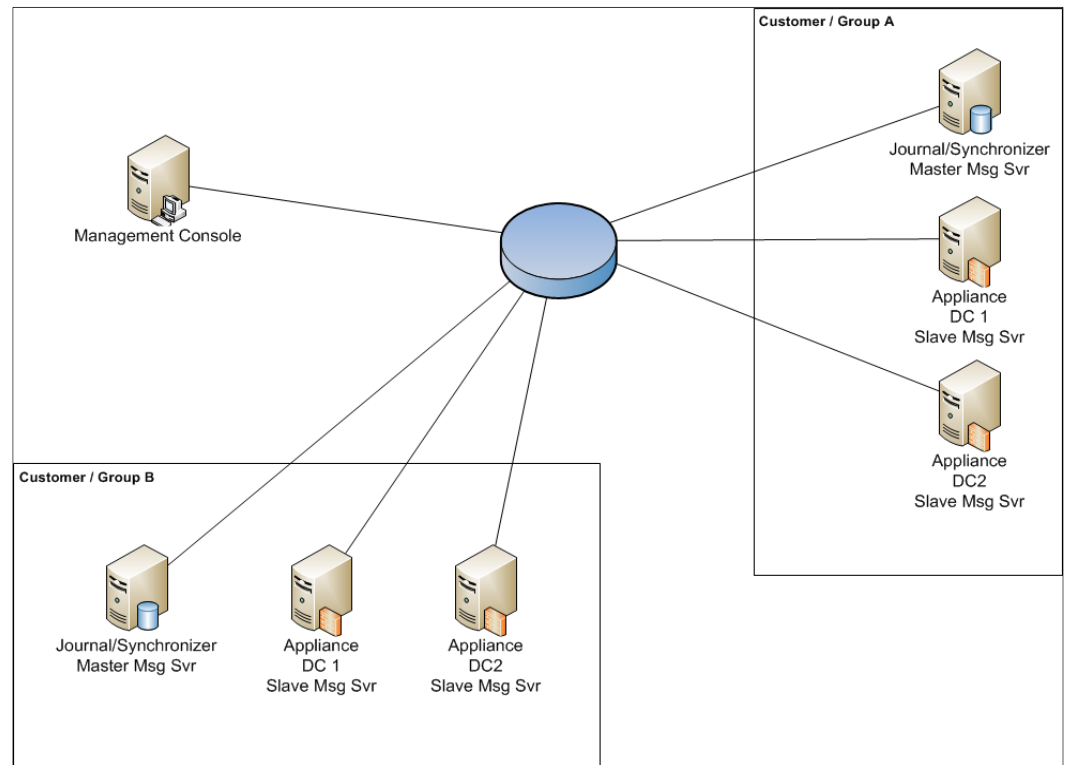 Customer / Group A
Journal/Synchronizer
Master Msg Svr
Management Console
Appliance
DC 1
Slave Msg Svr
Appliance
DC2
Slave Msg Svr
Customer / Group B
Journal/Synchronizer
Master Msg Svr
Appliance
DC 1
Slave Msg Svr
Appliance
DC2
Slave Msg Svr